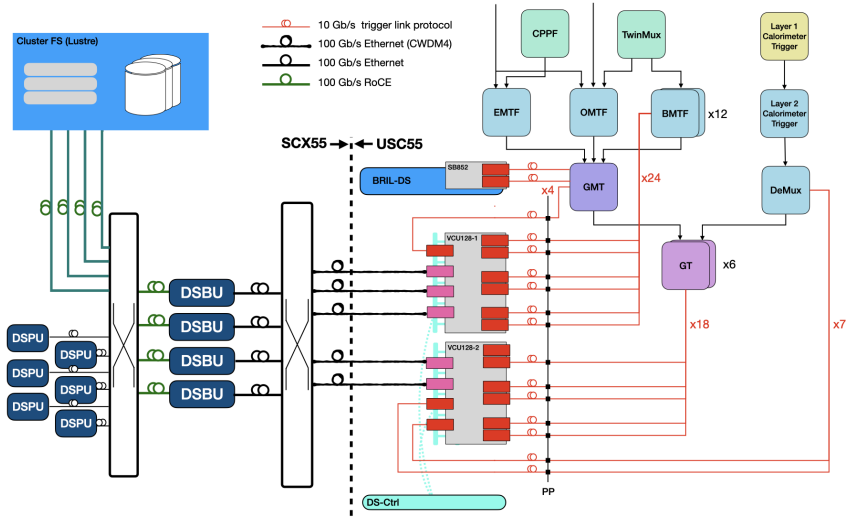 Cluster FS (Lustre)
10 Gb/s trigger link protocol
100 Gb/s Ethernet (CWDM4)
100 Gb/s Ethernet
100 Gb/s RoCE
CPPF
TwinMux
Layer 1
Calorimeter
Trigger
EMTF
OMTF
BMTF
x12
Layer 2
Calorimeter
Trigger
SCX55
USC55
BRIL-DS
SB852
x4
GMT
x24
DeMux
VCU128-1
GT
x6
DSBU
DSBU
DSBU
DSBU
x18
x7
DSPU
DSPU
DSPU
DSPU
DSPU
DSPU
VCU128-2
PP
DS-Ctrl